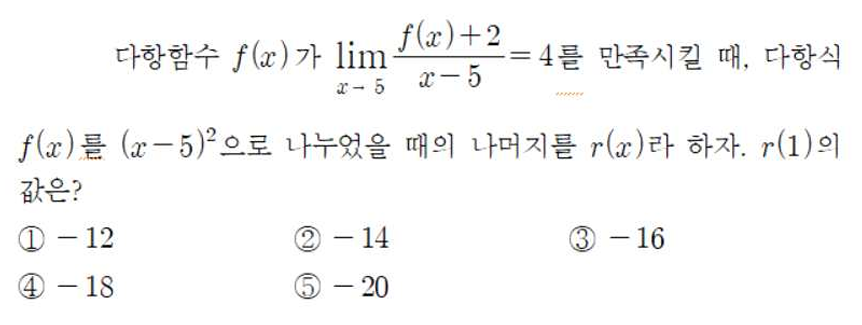 다항함수 f(x)가 lim_{x→5} (f(x)+2)/(x-5) = 4를 만족시킬 때, 다항식
f(x)를 (x-5)²으로 나누었을 때의 나머지를 r(x)라 하자. r(1)의
값은?
① -12 ② -14 ③ -16
④ -18 ⑤ -20